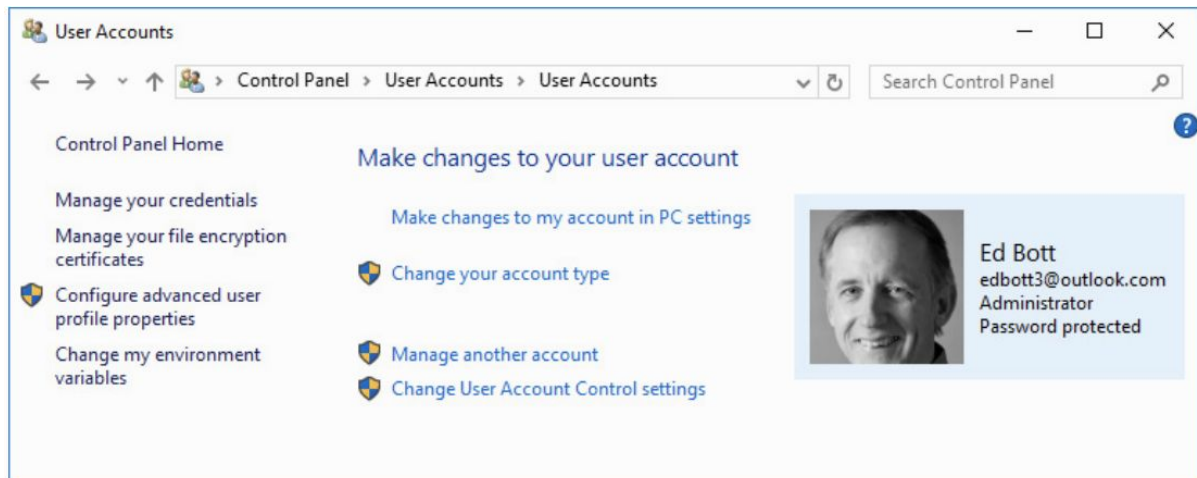 User Accounts
Control Panel > User Accounts > User Accounts
Search Control Panel
?
Control Panel Home
Manage your credentials
Manage your file encryption
certificates
Configure advanced user
profile properties
Change my environment
variables
Make changes to your user account
Make changes to my account in PC settings
Change your account type
Manage another account
Change User Account Control settings
Ed Bott
edbott3@outlook.com
Administrator
Password protected